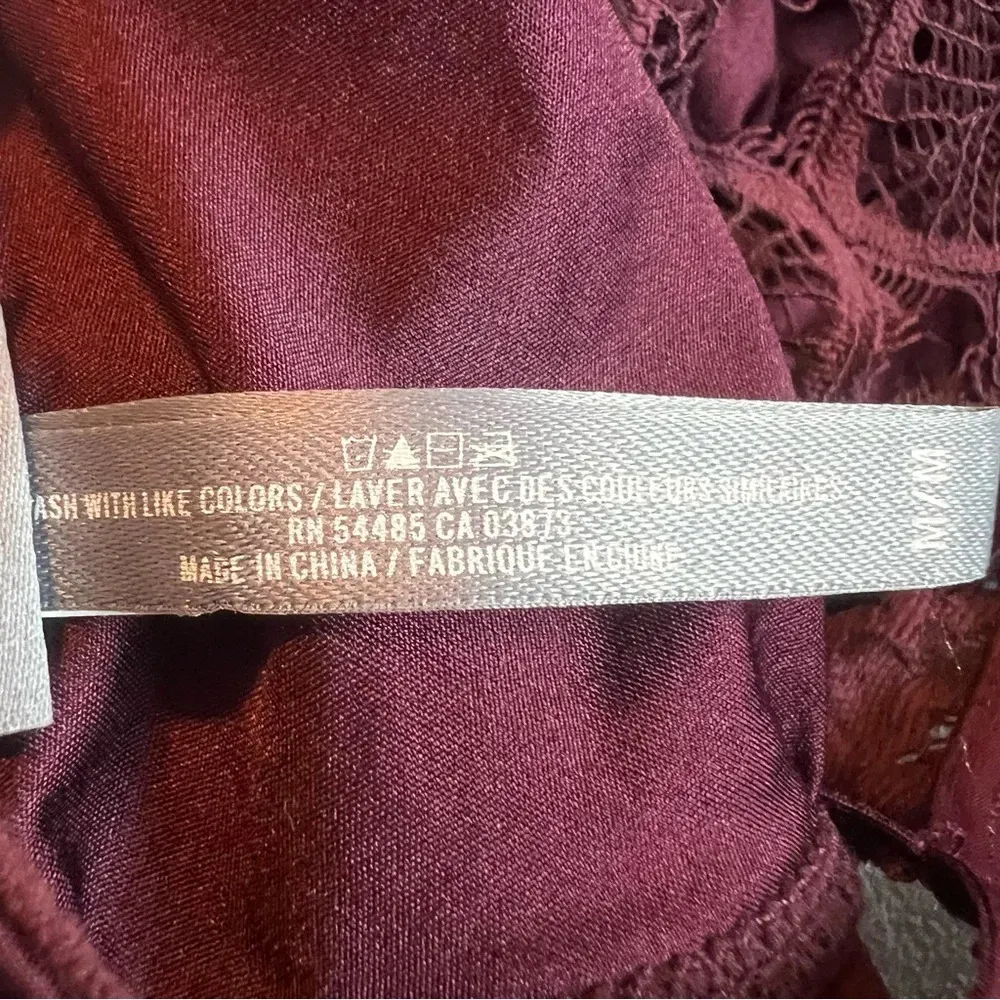 ASH WITH LIKE COLORS / LAVER AVEC DES COULEURS SIMILAIRES
RN 54485 CA 03873
MADE IN CHINA / FABRIQUE EN CHINE
M/M